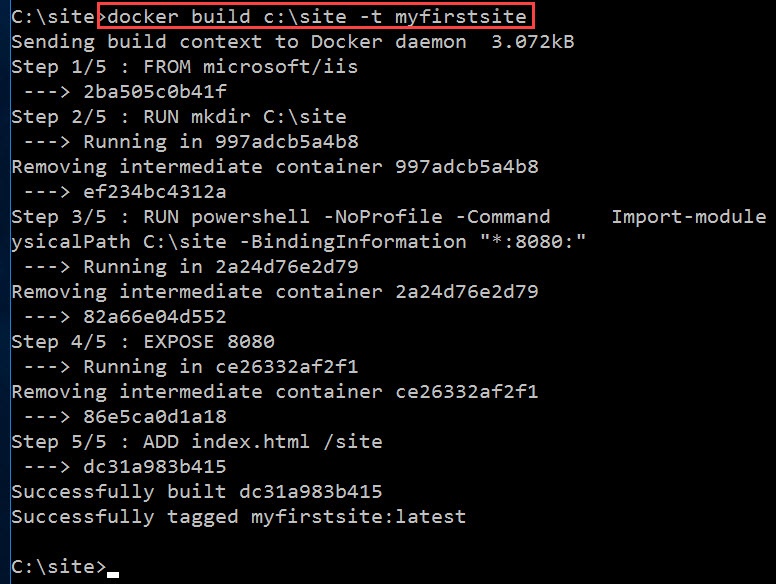 C:\site>docker build c:\site -t myfirstsite
Sending build context to Docker daemon  3.072kB
Step 1/5 : FROM microsoft/iis
 ---> 2ba505c0b41f
Step 2/5 : RUN mkdir C:\site
 ---> Running in 997adcb5a4b8
Removing intermediate container 997adcb5a4b8
 ---> ef234bc4312a
Step 3/5 : RUN powershell -NoProfile -Command     Import-module
ysicalPath C:\site -BindingInformation "*:8080:"
 ---> Running in 2a24d76e2d79
Removing intermediate container 2a24d76e2d79
 ---> 82a66e04d552
Step 4/5 : EXPOSE 8080
 ---> Running in ce26332af2f1
Removing intermediate container ce26332af2f1
 ---> 86e5ca0d1a18
Step 5/5 : ADD index.html /site
 ---> dc31a983b415
Successfully built dc31a983b415
Successfully tagged myfirstsite:latest
C:\site>